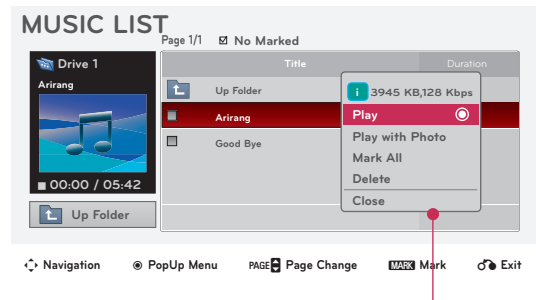 MUSIC LIST
Page 1/1 No Marked
Drive 1
Arirang
00:00 / 05:42
Up Folder
Title Duration
Up Folder
Arirang
Good Bye
i 3945 KB,128 Kbps
Play
Play with Photo
Mark All
Delete
Close
Navigation PopUp Menu PAGE Page Change MARK Mark Exit